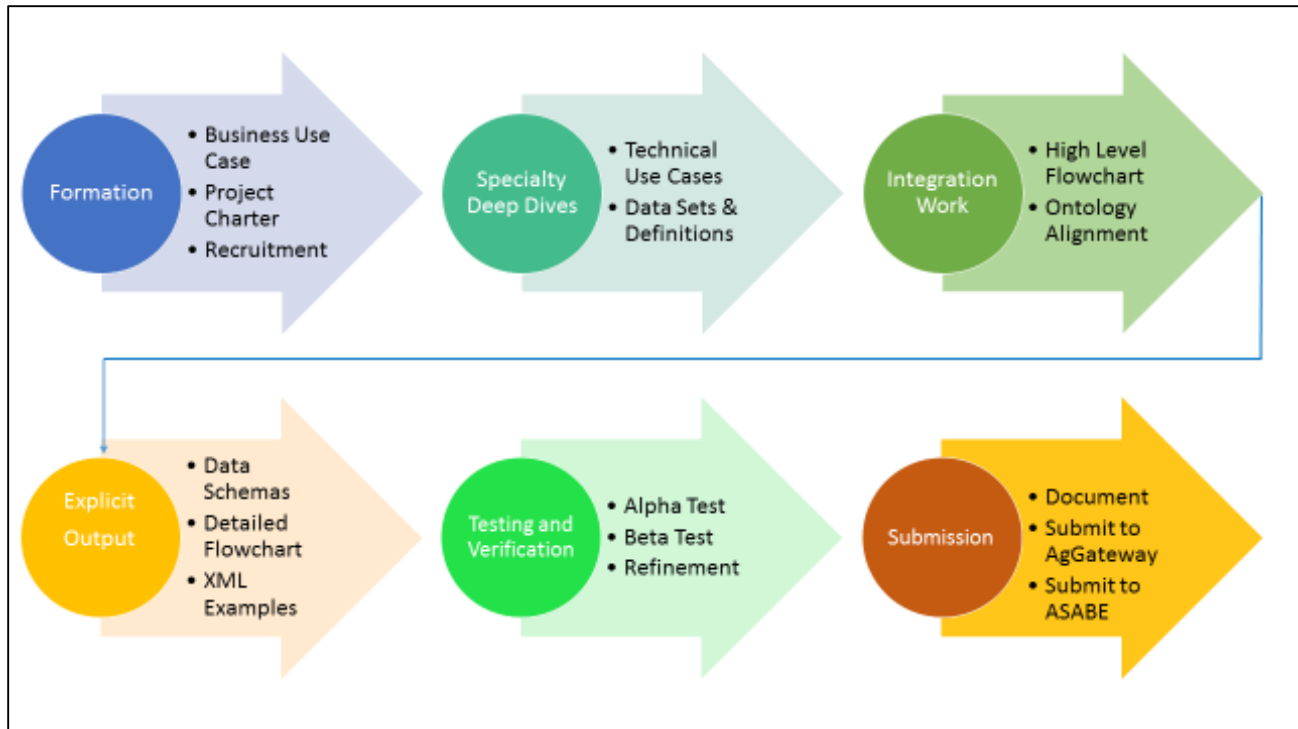 Formation
• Business Use
Case
• Project
Charter
• Recruitment
Specialty
Deep Dives
• Technical
Use Cases
• Data Sets &
Definitions
Integration
Work
• High Level
Flowchart
• Ontology
Alignment
Explicit
Output
• Data
Schemas
• Detailed
Flowchart
• XML
Examples
Testing and
Verification
• Alpha Test
• Beta Test
• Refinement
Submission
• Document
• Submit to
AgGateway
• Submit to
ASABE